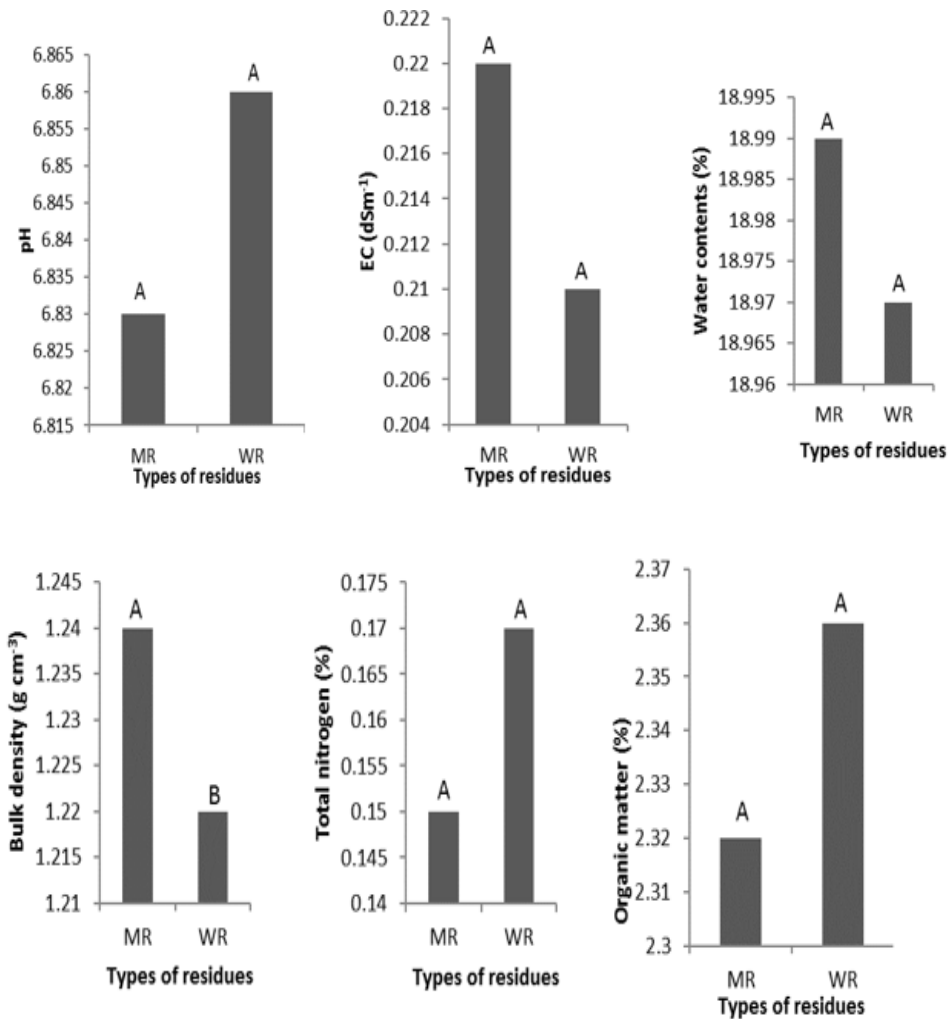 6.865
6.86
6.855
6.85
6.845
6.84
6.835
6.83
6.825
6.82
6.815
pH
A
A
MR WR
Types of residues
0.222
0.22
0.218
0.216
0.214
0.212
0.21
0.208
0.206
0.204
EC (dSm⁻¹)
A
A
MR WR
Types of residues
18.995
18.99
18.985
18.98
18.975
18.97
18.965
18.96
Water contents (%)
A
A
MR WR
Types of residues
1.245
1.24
1.235
1.23
1.225
1.22
1.215
1.21
Bulk density (g cm⁻³)
A
B
MR WR
Types of residues
0.175
0.17
0.165
0.16
0.155
0.15
0.145
0.14
Total nitrogen (%)
A
A
MR WR
Types of residues
2.37
2.36
2.35
2.34
2.33
2.32
2.31
2.3
Organic matter (%)
A
A
MR WR
Types of residues